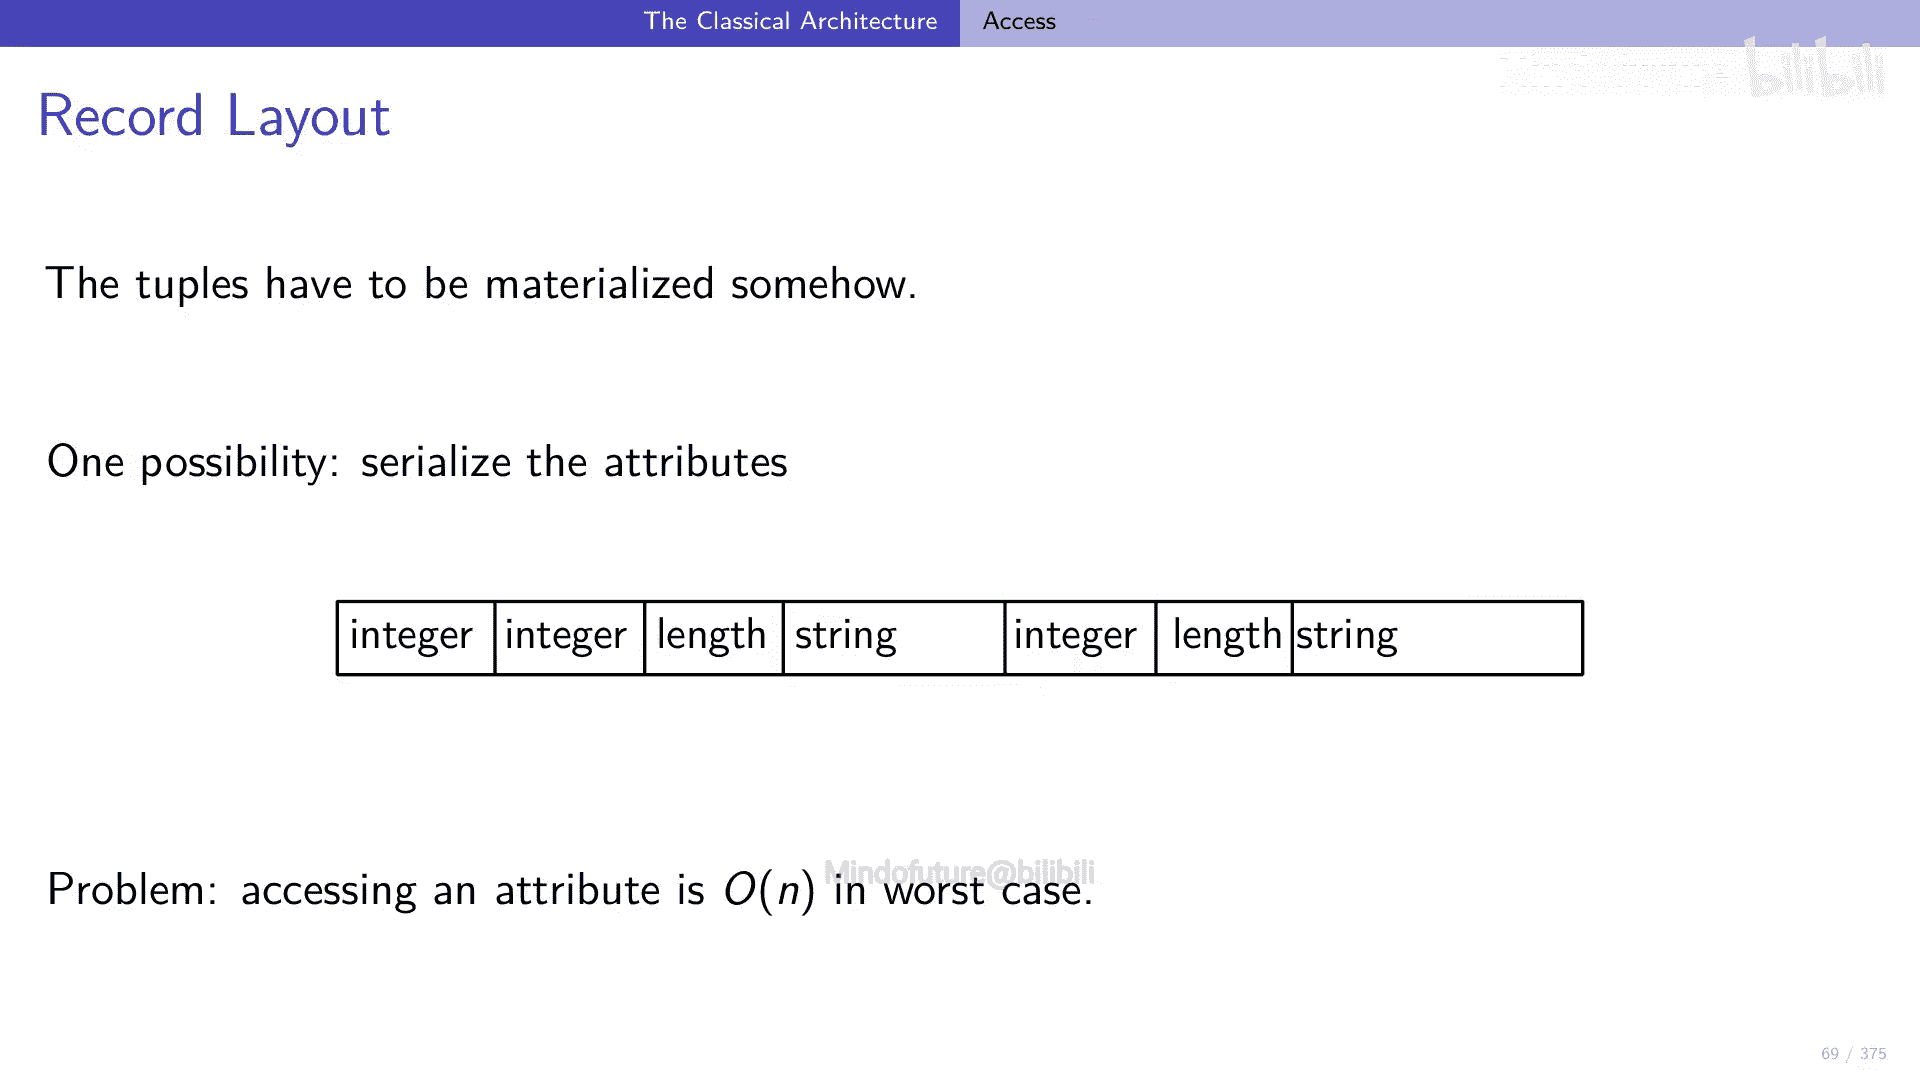 The Classical Architecture Access
bilibili
Record Layout
The tuples have to be materialized somehow.
One possibility: serialize the attributes
integer integer length string integer length string
Mindofuture@bilibili
Problem: accessing an attribute is O(n) in worst case.
69 / 375